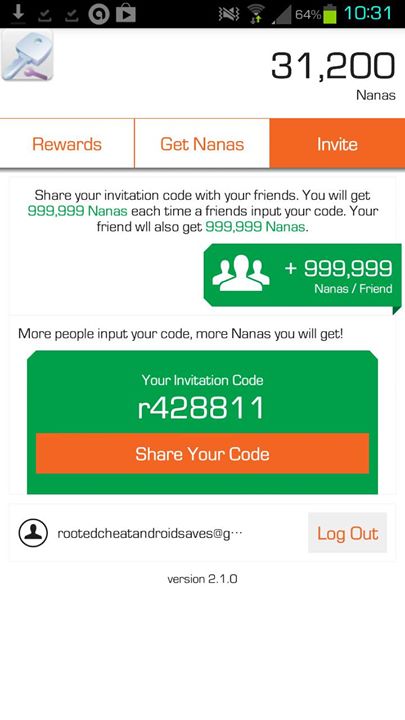 64% 10:31
31,200
Nanas
Rewards
Get Nanas
Invite
Share your invitation code with your friends. You will get
999,999 Nanas each time a friends input your code. Your
friend wll also get 999,999 Nanas.
+ 999,999
Nanas / Friend
More people input your code, more Nanas you will get!
Your Invitation Code
r428811
Share Your Code
rootedcheatandroidsaves@g···
Log Out
version 2.1.0